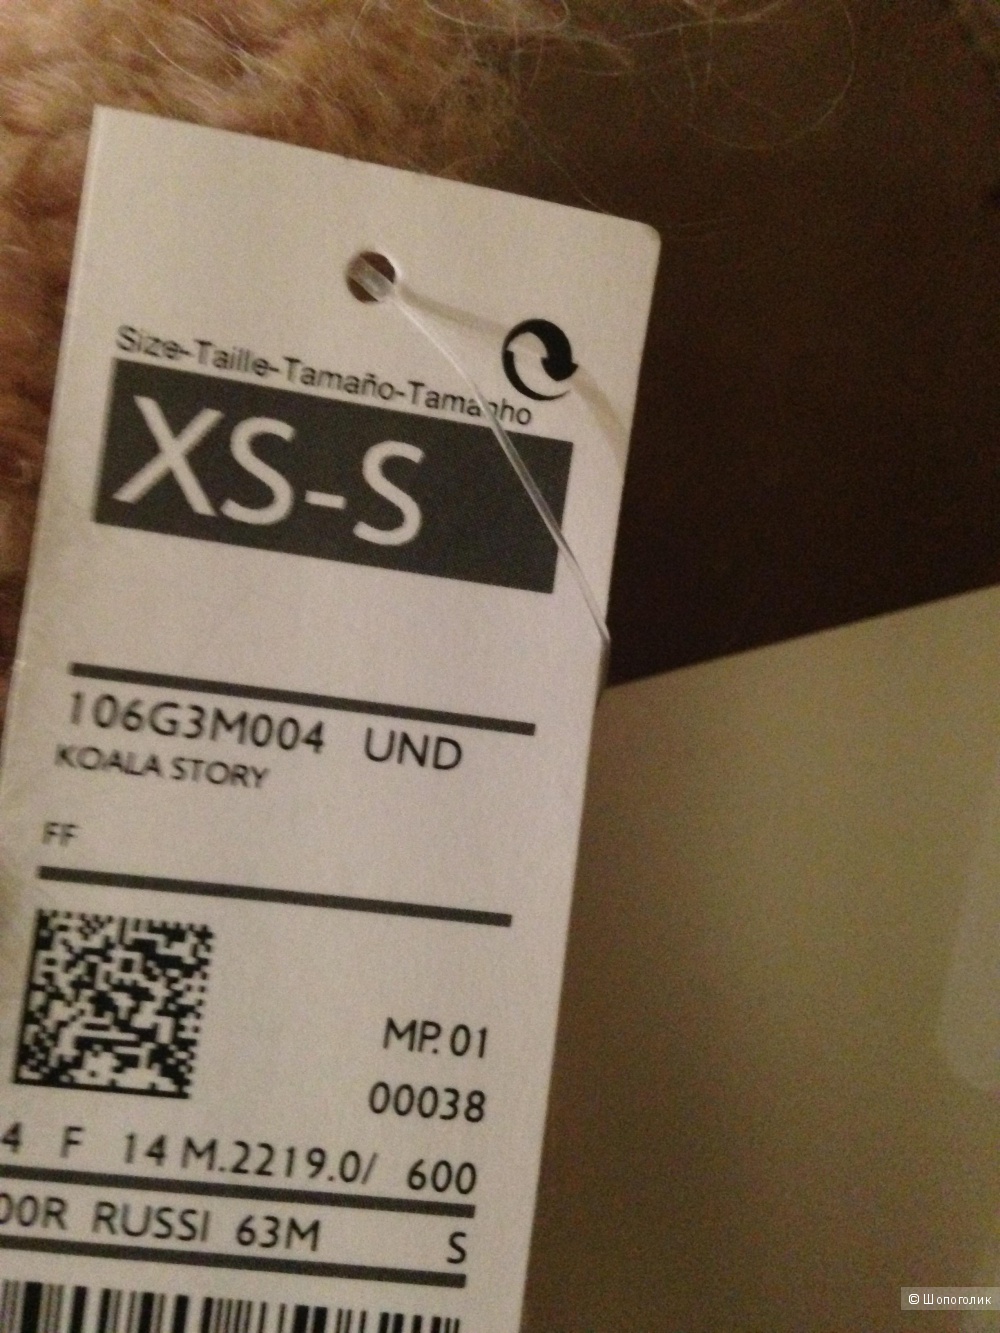 Size-Taille-Tamaño-Tamanho
XS-S
106G3M004 UND
KOALA STORY
FF
MP.01
00038
4 F 14 M.2219.0/ 600
00R RUSSI 63M S
© Шопоголик